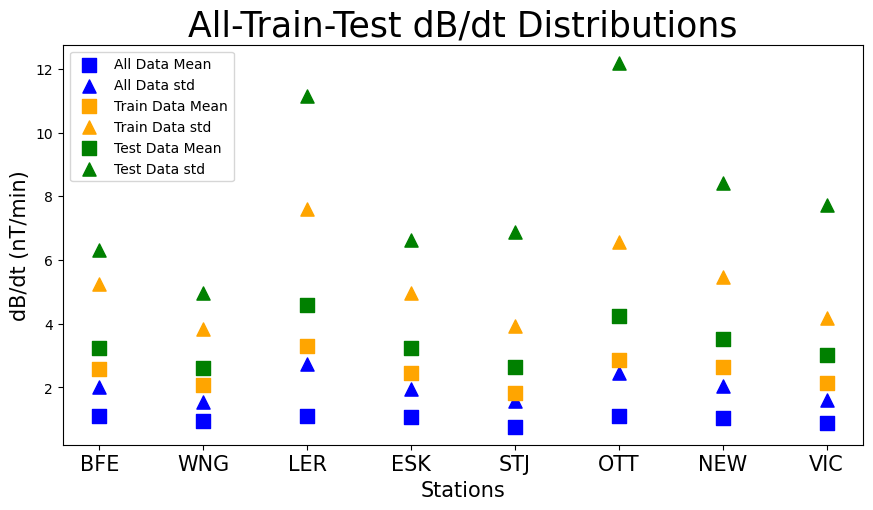 All-Train-Test dB/dt Distributions
All Data Mean
All Data std
Train Data Mean
Train Data std
Test Data Mean
Test Data std
dB/dt (nT/min)
12
10
8
6
4
2
BFE WNG LER ESK STJ OTT NEW VIC
Stations